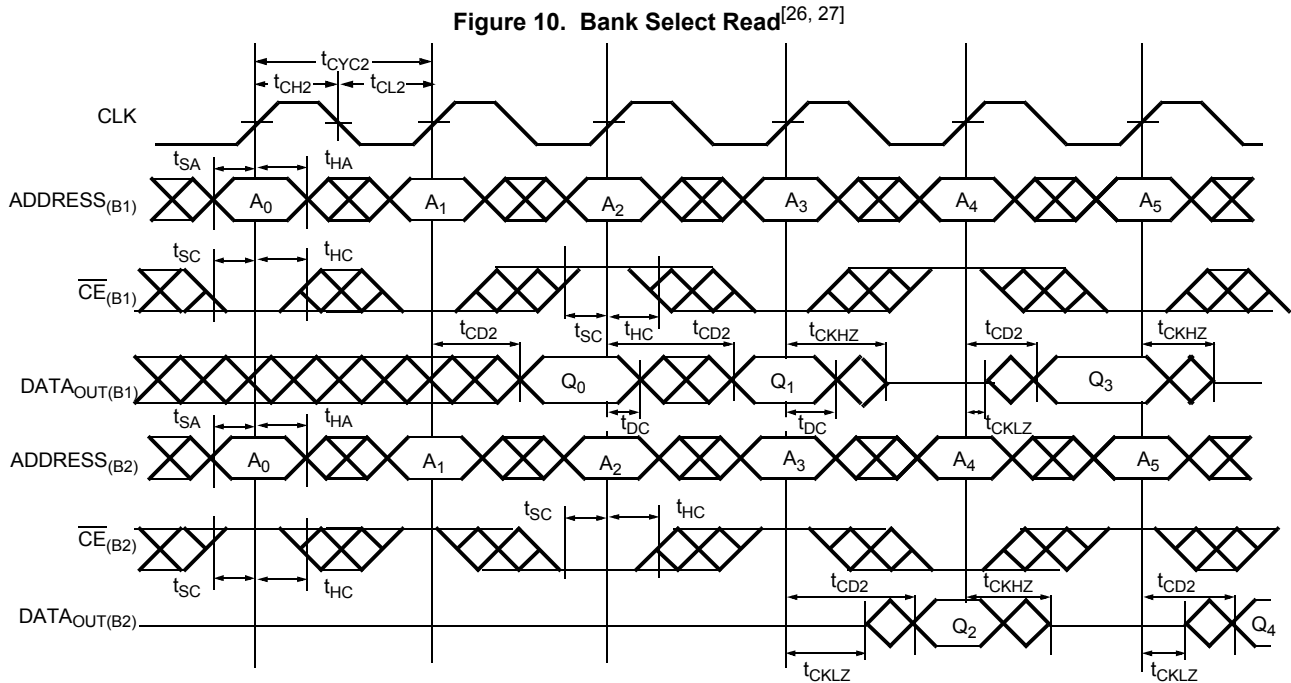 Figure 10. Bank Select Read[26, 27]
tCYC2
tCH2 tCL2
CLK
tSA tHA
ADDRESS(B1) A0 A1 A2 A3 A4 A5
tSC tHC
CE(B1)
tCD2 tSC tHC tCD2 tCKHZ tCD2 tCKHZ
DATAOUT(B1) Q0 Q1 Q3
tSA tHA tDC tDC tCKLZ
ADDRESS(B2) A0 A1 A2 A3 A4 A5
tSC tHC
CE(B2)
tSC tHC tCD2 tCKHZ tCD2
DATAOUT(B2) Q2 Q4
tCKLZ tCKLZ